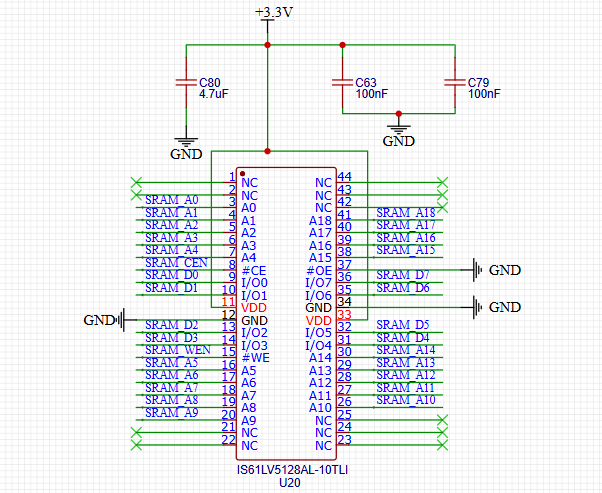 +3.3V
C80
4.7uF
C63
100nF
C79
100nF
GND
GND
1 NC NC 44
2 NC NC 43
SRAM_A0 3 A0 NC 42
SRAM_A1 4 A1 A18 41 SRAM_A18
SRAM_A2 5 A2 A17 40 SRAM_A17
SRAM_A3 6 A3 A16 39 SRAM_A16
SRAM_A4 7 A4 A15 38 SRAM_A15
SRAM_CEN 8 #CE #OE 37 GND
SRAM_D0 9 I/O0 I/O7 36 SRAM_D7
SRAM_D1 10 I/O1 I/O6 35 SRAM_D6
11 VDD GND 34 GND
GND 12 GND VDD 33
SRAM_D2 13 I/O2 I/O5 32 SRAM_D5
SRAM_D3 14 I/O3 I/O4 31 SRAM_D4
SRAM_WEN 15 #WE A14 30 SRAM_A14
SRAM_A5 16 A5 A13 29 SRAM_A13
SRAM_A6 17 A6 A12 28 SRAM_A12
SRAM_A7 18 A7 A11 27 SRAM_A11
SRAM_A8 19 A8 A10 26 SRAM_A10
SRAM_A9 20 A9 NC 25
21 NC NC 24
22 NC NC 23
IS61LV5128AL-10TLI
U20